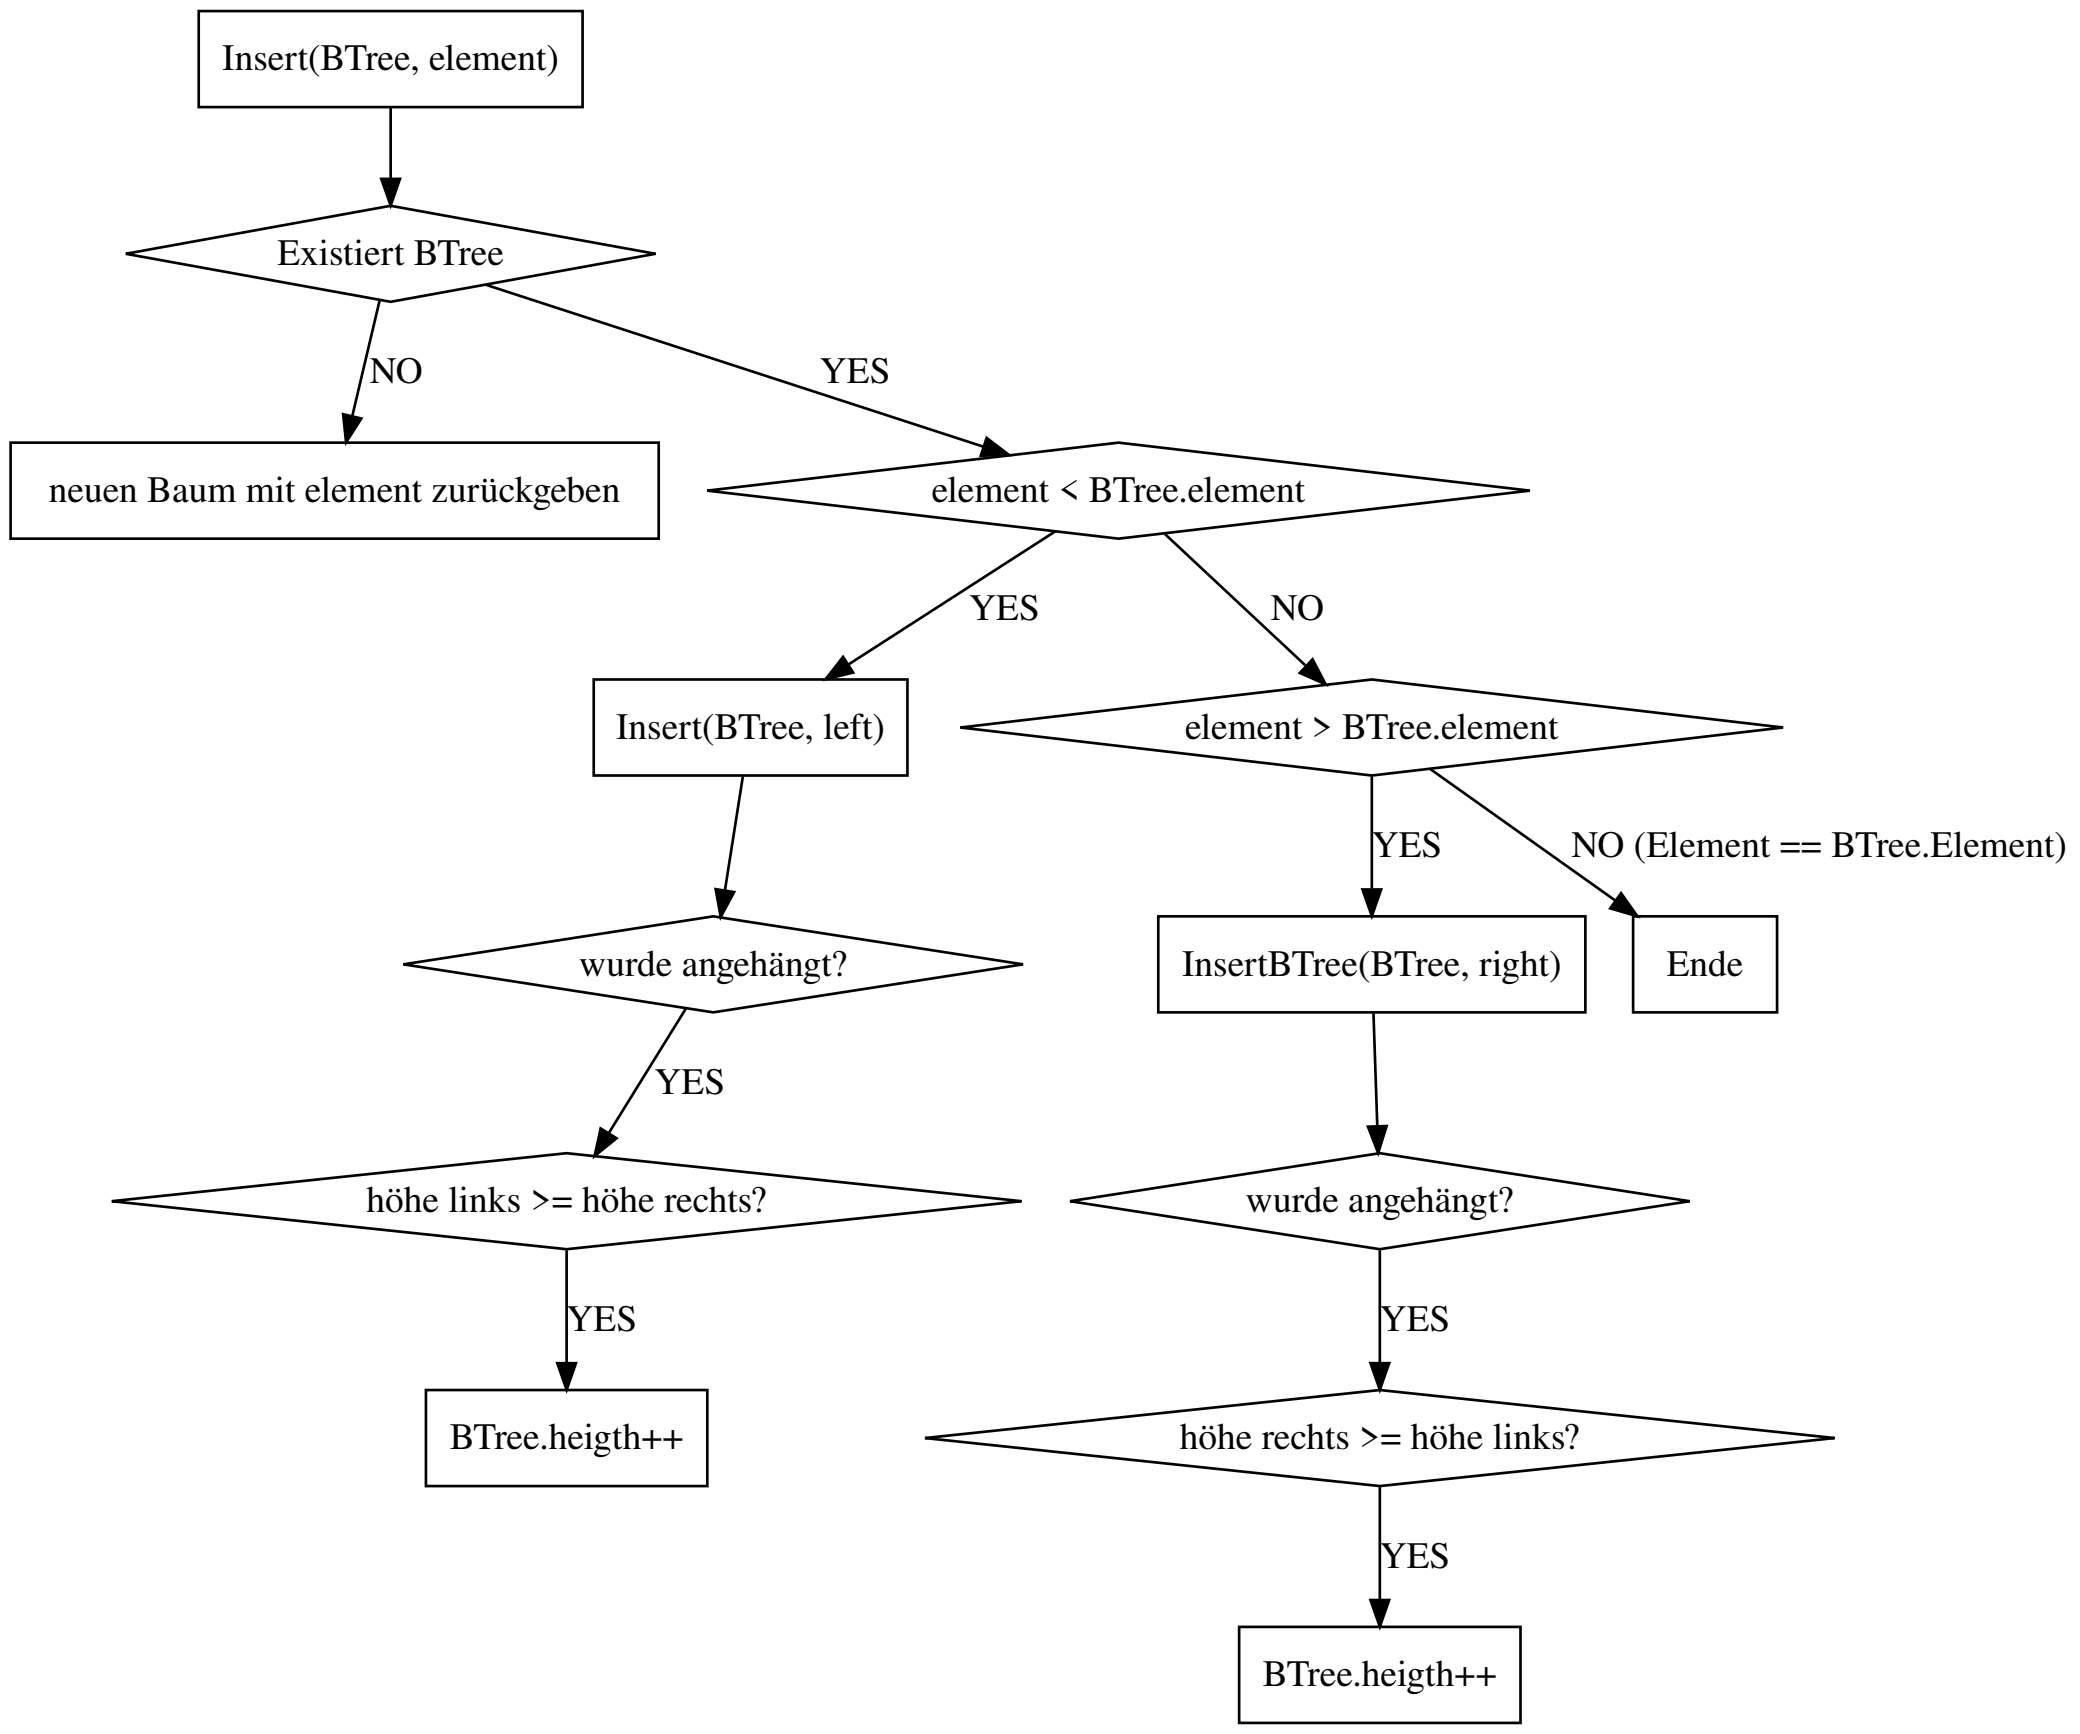 Insert(BTree, element)
Existiert BTree
NO
YES
neuen Baum mit element zurückgeben
element < BTree.element
YES
NO
Insert(BTree, left)
element > BTree.element
YES
NO (Element == BTree.Element)
wurde angehängt?
InsertBTree(BTree, right)
Ende
YES
höhe links >= höhe rechts?
wurde angehängt?
YES
YES
BTree.heigth++
höhe rechts >= höhe links?
YES
BTree.heigth++